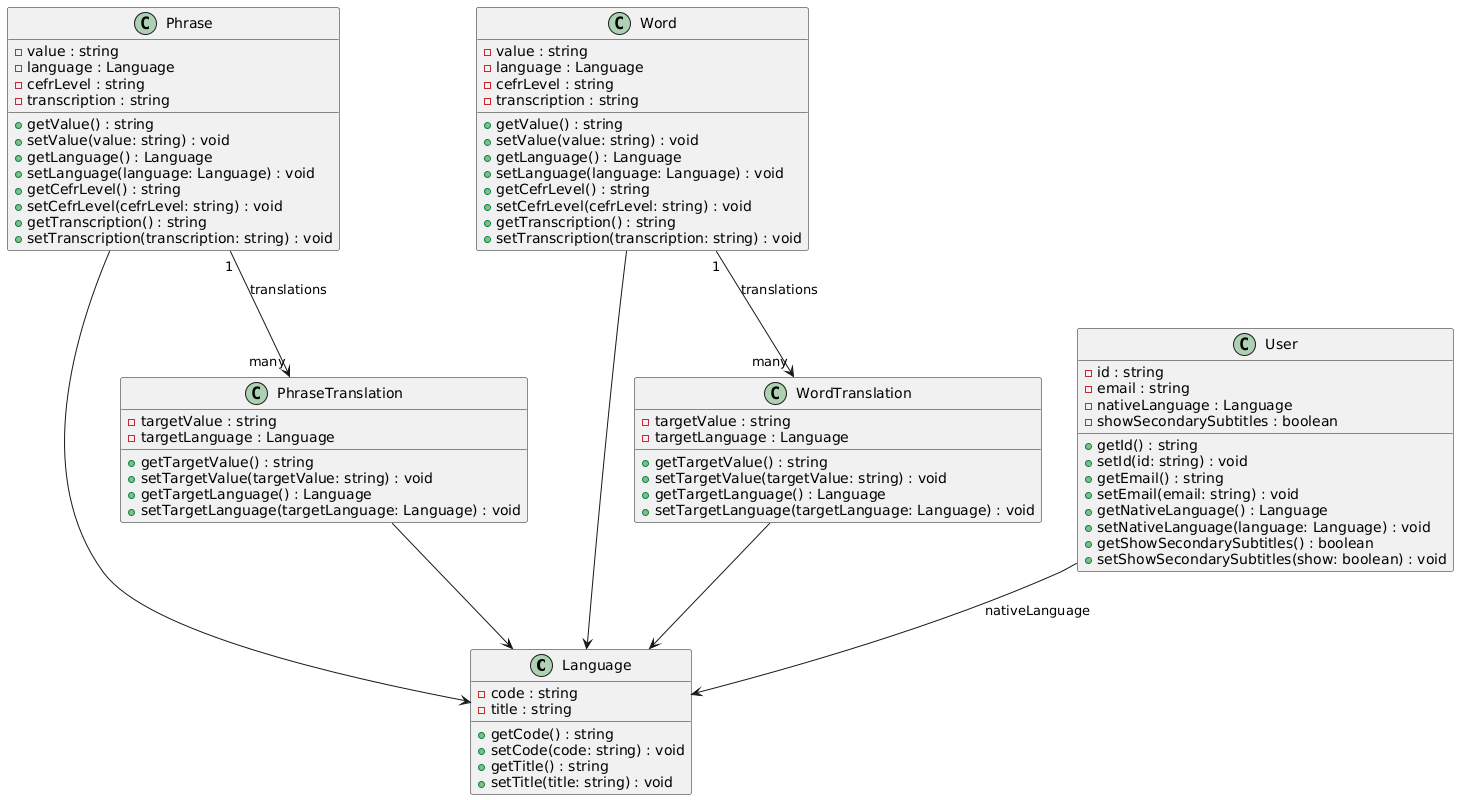 C Phrase
value : string
language : Language
cefrLevel : string
transcription : string
getValue() : string
setValue(value: string) : void
getLanguage() : Language
setLanguage(language: Language) : void
getCefrLevel() : string
setCefrLevel(cefrLevel: string) : void
getTranscription() : string
setTranscription(transcription: string) : void
C Word
value : string
language : Language
cefrLevel : string
transcription : string
getValue() : string
setValue(value: string) : void
getLanguage() : Language
setLanguage(language: Language) : void
getCefrLevel() : string
setCefrLevel(cefrLevel: string) : void
getTranscription() : string
setTranscription(transcription: string) : void
1
translations
many
1
translations
many
C PhraseTranslation
targetValue : string
targetLanguage : Language
getTargetValue() : string
setTargetValue(targetValue: string) : void
getTargetLanguage() : Language
setTargetLanguage(targetLanguage: Language) : void
C WordTranslation
targetValue : string
targetLanguage : Language
getTargetValue() : string
setTargetValue(targetValue: string) : void
getTargetLanguage() : Language
setTargetLanguage(targetLanguage: Language) : void
C User
id : string
email : string
nativeLanguage : Language
showSecondarySubtitles : boolean
getId() : string
setId(id: string) : void
getEmail() : string
setEmail(email: string) : void
getNativeLanguage() : Language
setNativeLanguage(language: Language) : void
getShowSecondarySubtitles() : boolean
setShowSecondarySubtitles(show: boolean) : void
nativeLanguage
C Language
code : string
title : string
getCode() : string
setCode(code: string) : void
getTitle() : string
setTitle(title: string) : void